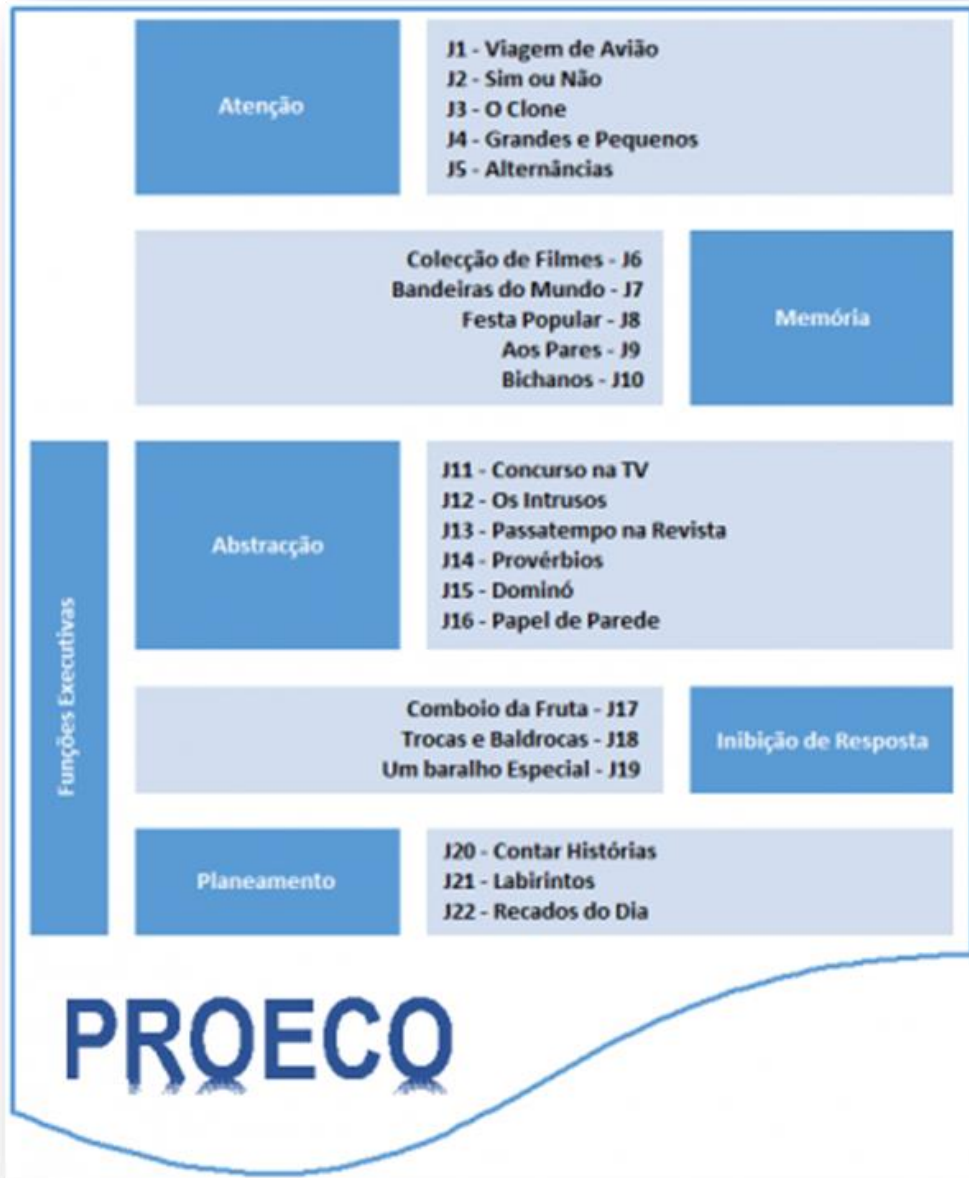 Atenção
J1 - Viagem de Avião
J2 - Sim ou Não
J3 - O Clone
J4 - Grandes e Pequenos
J5 - Alternâncias
Colecção de Filmes - J6
Bandeiras do Mundo - J7
Festa Popular - J8
Aos Pares - J9
Bichanos - J10
Memória
Funções Executivas
Abstracção
J11 - Concurso na TV
J12 - Os Intrusos
J13 - Passatempo na Revista
J14 - Provérbios
J15 - Dominó
J16 - Papel de Parede
Comboio da Fruta - J17
Trocas e Baldrocas - J18
Um baralho Especial - J19
Inibição de Resposta
Planeamento
J20 - Contar Histórias
J21 - Labirintos
J22 - Recados do Dia
PROECO